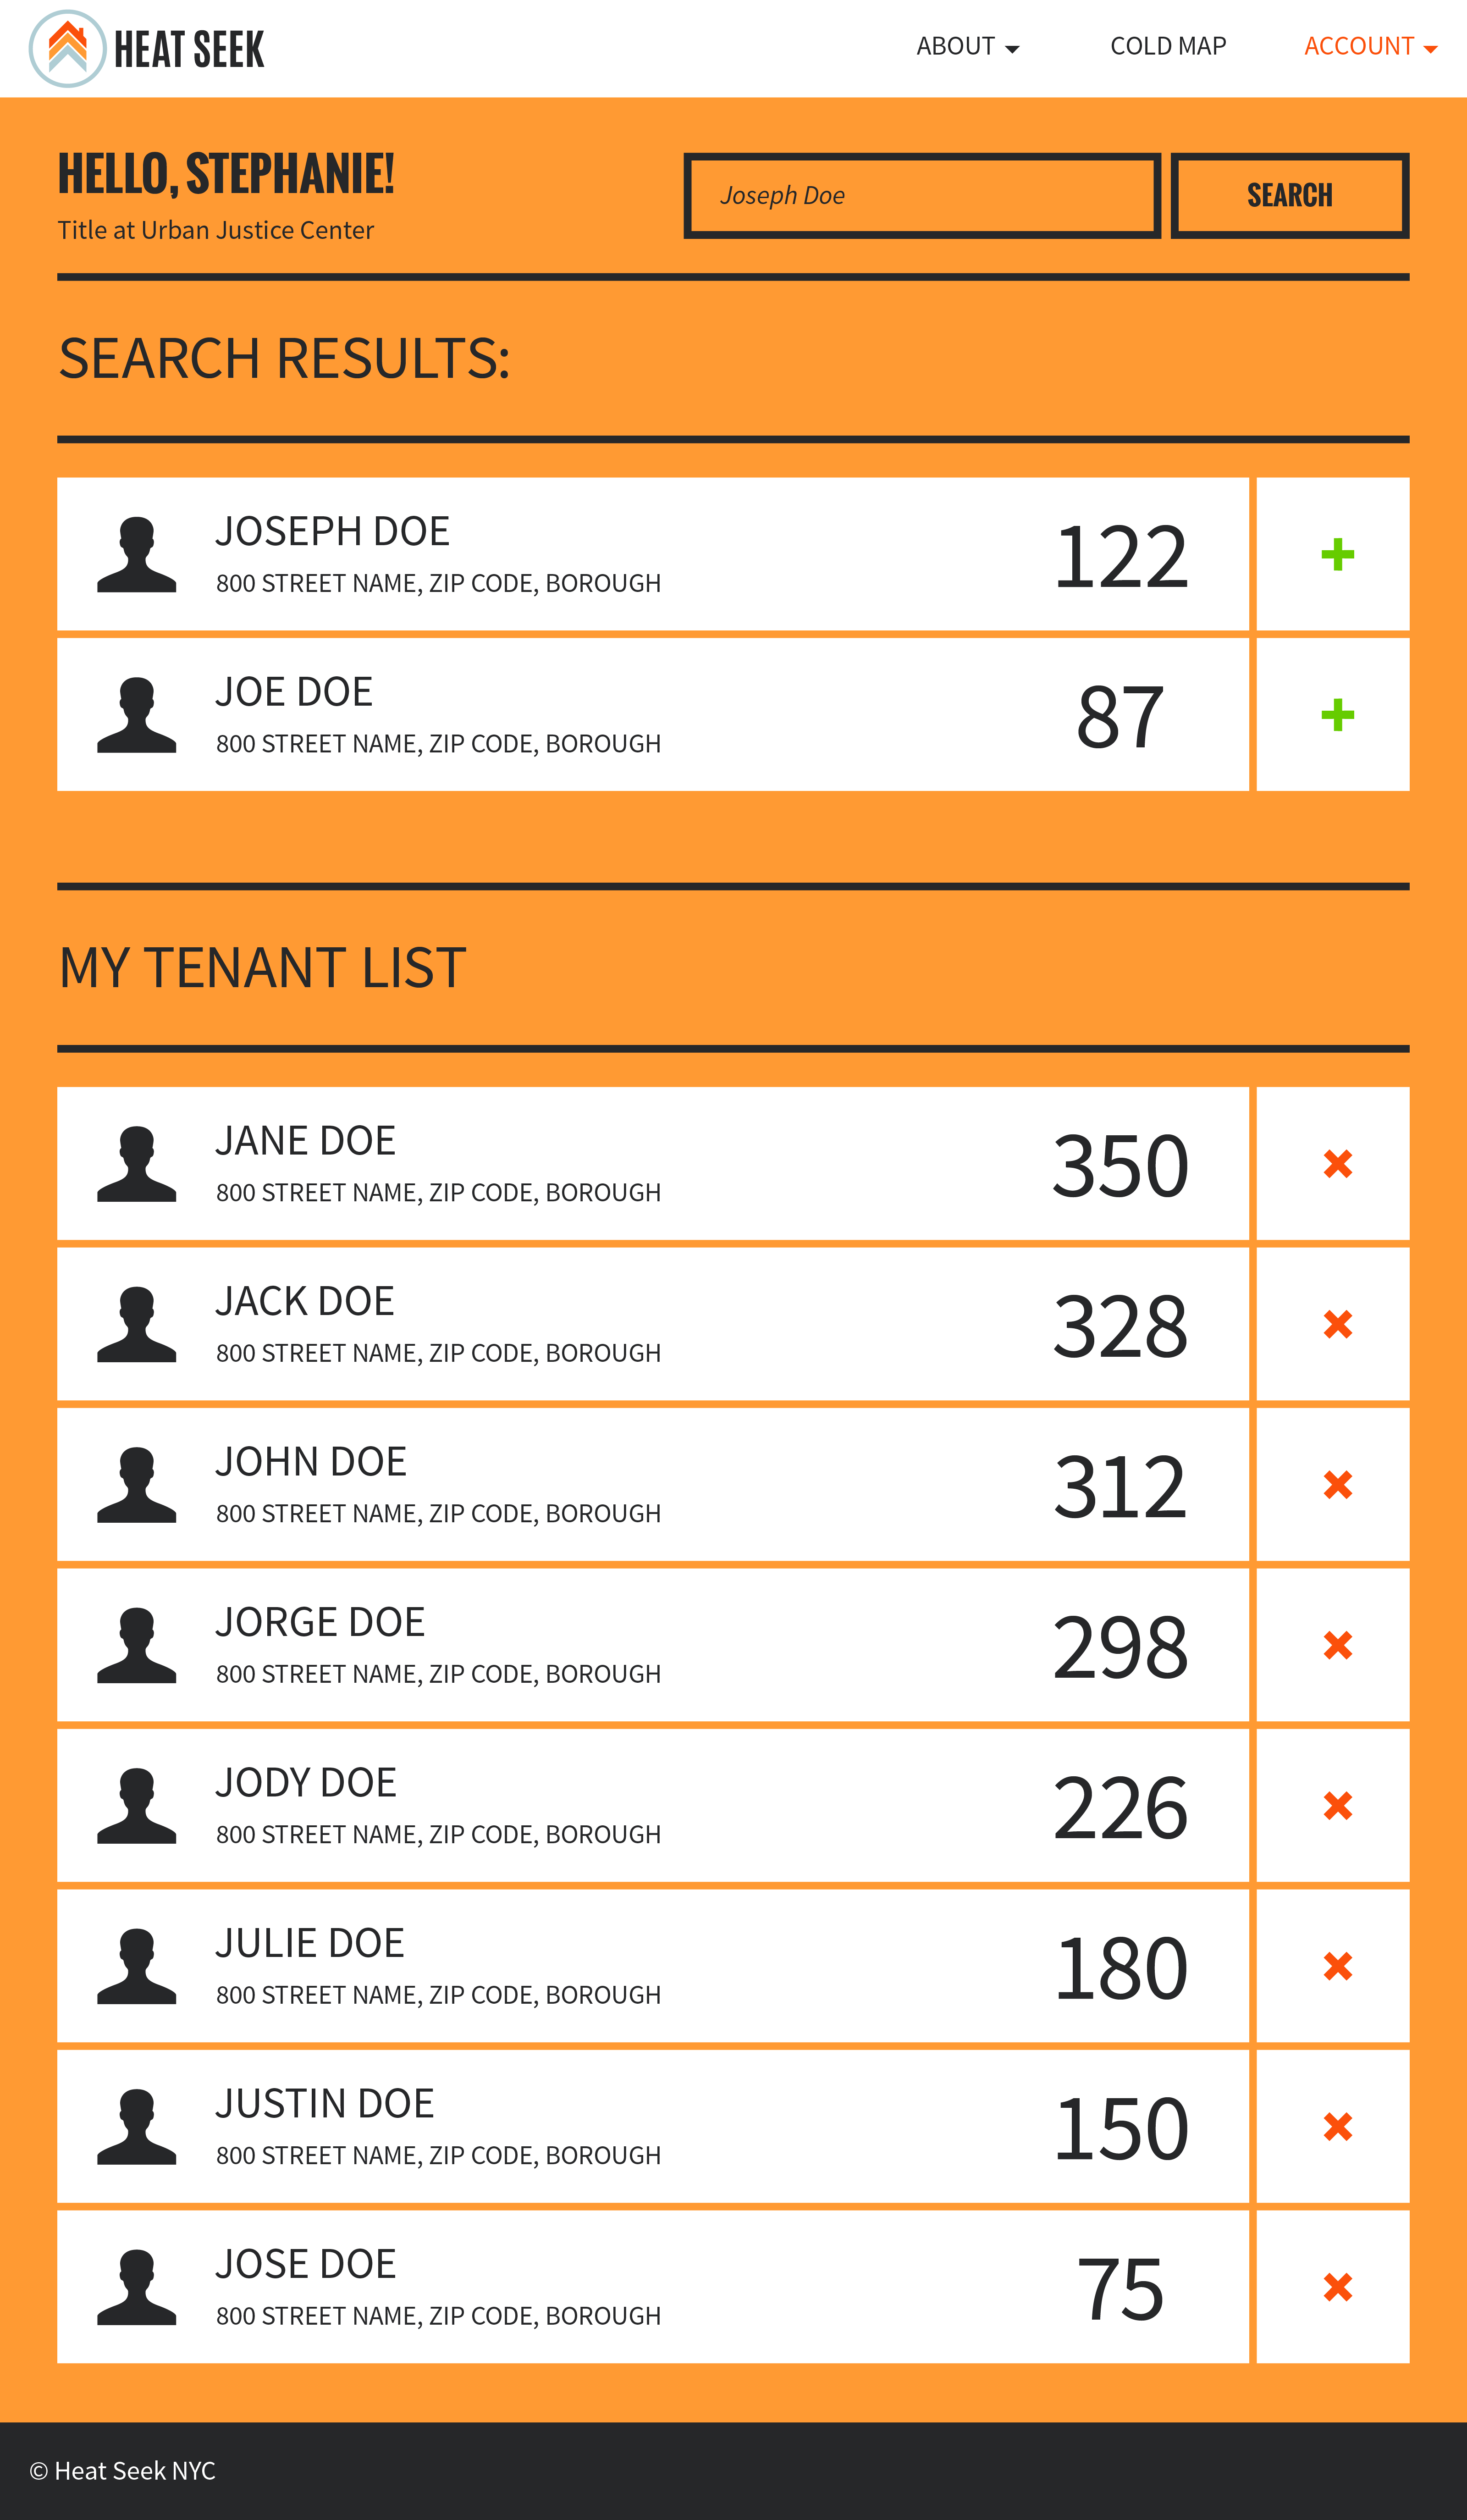 HEAT SEEK
ABOUT
COLD MAP
ACCOUNT
HELLO, STEPHANIE!
Title at Urban Justice Center
Joseph Doe
SEARCH
SEARCH RESULTS:
JOSEPH DOE
800 STREET NAME, ZIP CODE, BOROUGH
122
JOE DOE
800 STREET NAME, ZIP CODE, BOROUGH
87
MY TENANT LIST
JANE DOE
800 STREET NAME, ZIP CODE, BOROUGH
350
JACK DOE
800 STREET NAME, ZIP CODE, BOROUGH
328
JOHN DOE
800 STREET NAME, ZIP CODE, BOROUGH
312
JORGE DOE
800 STREET NAME, ZIP CODE, BOROUGH
298
JODY DOE
800 STREET NAME, ZIP CODE, BOROUGH
226
JULIE DOE
800 STREET NAME, ZIP CODE, BOROUGH
180
JUSTIN DOE
800 STREET NAME, ZIP CODE, BOROUGH
150
JOSE DOE
800 STREET NAME, ZIP CODE, BOROUGH
75
© Heat Seek NYC